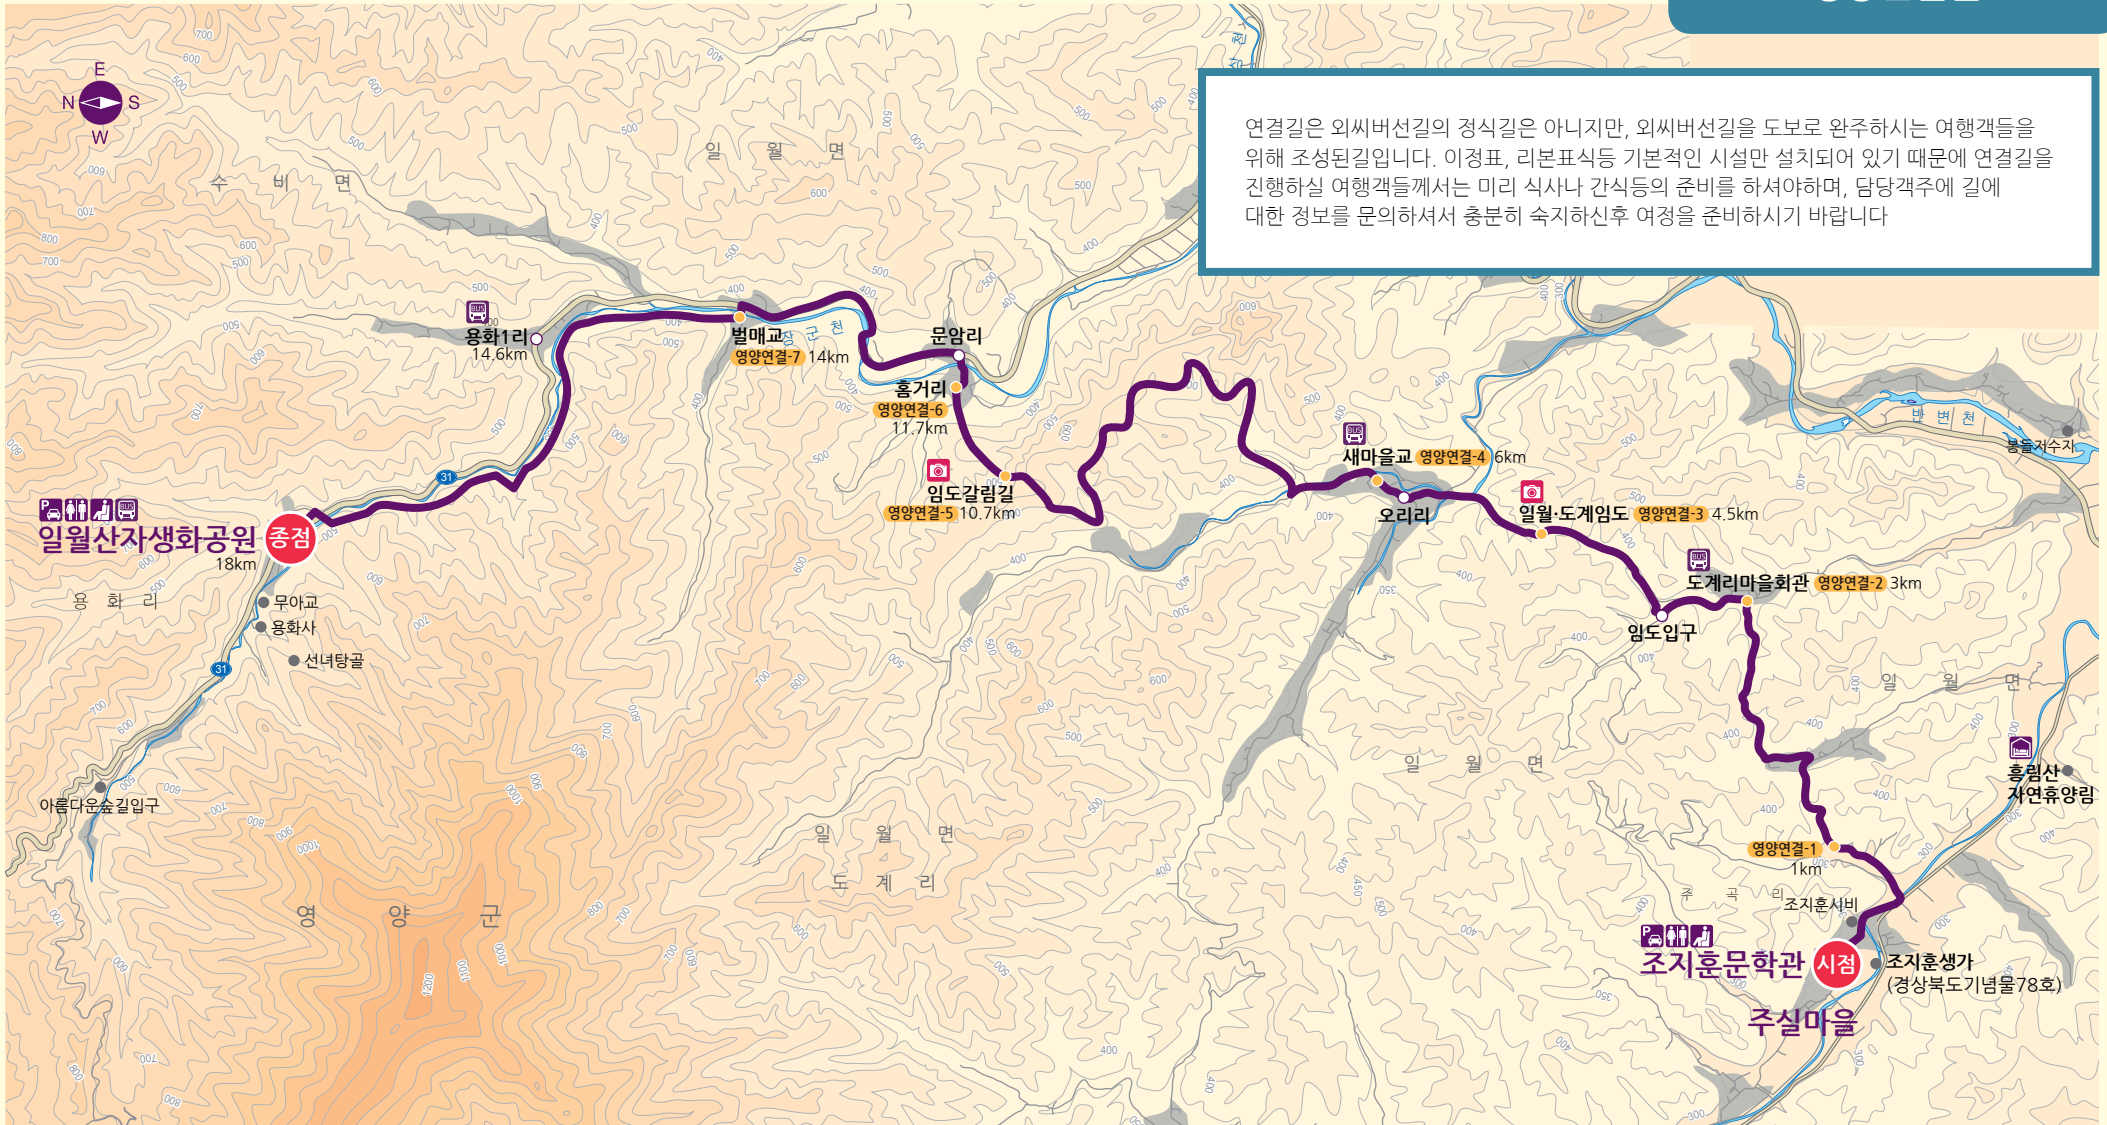 연결길은 외씨버선길의 정식길은 아니지만, 외씨버선길을 도보로 완주하시는 여행객들을
위해 조성된길입니다. 이정표, 리본표식등 기본적인 시설만 설치되어 있기 때문에 연결길을
진행하실 여행객들께서는 미리 식사나 간식등의 준비를 하셔야하며, 담당객주에 길에
대한 정보를 문의하셔서 충분히 숙지하신후 여정을 준비하시기 바랍니다
E
N S
W
수 비 면
일 월 면
BUS
용화1리
14.6km
벌매교
영양연결-7 14km
장군천
문암리
홈거리
영양연결-6
11.7km
임도갈림길
영양연결-5 10.7km
BUS
새마을교 영양연결-4 6km
오리리
일월·도계임도 영양연결-3 4.5km
BUS
도계리마을회관 영양연결-2 3km
임도입구
반 변 천
봉돌저수지
31
P BUS
일월산자생화공원 종점
18km
용 화 리
무아교
용화사
선녀탕골
31
아름다운숲길입구
영 양 군
일 월 면
도 계 리
일 월 면
일 월 면
흥림산
자연휴양림
영양연결-1
1km
주 곡 리
조지훈시비
P
조지훈문학관 시점
조지훈생가
(경상북도기념물78호)
주실마을